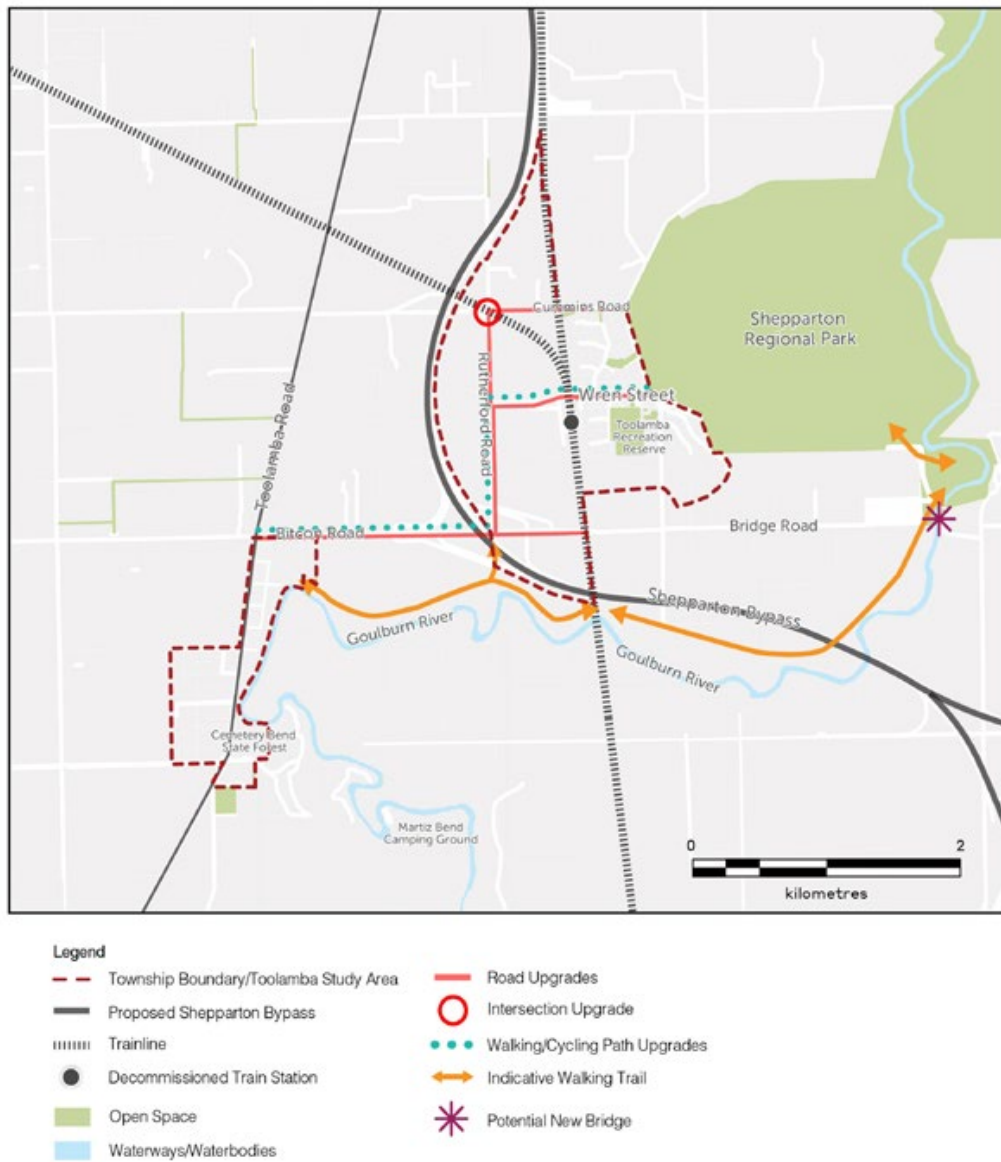 Cummins Road
Shepparton
Regional Park
Rutherford Road
Wren Street
Toolamba
Recreation
Reserve
Toolamba Road
Bitcon Road
Bridge Road
Shepparton Bypass
Goulburn River
Goulburn River
Cemetery Bend
State Forest
Martiz Bend
Camping Ground
0 2
kilometres
Legend
Township Boundary/Toolamba Study Area
Proposed Shepparton Bypass
Trainline
Decommissioned Train Station
Open Space
Waterways/Waterbodies
Road Upgrades
Intersection Upgrade
Walking/Cycling Path Upgrades
Indicative Walking Trail
Potential New Bridge